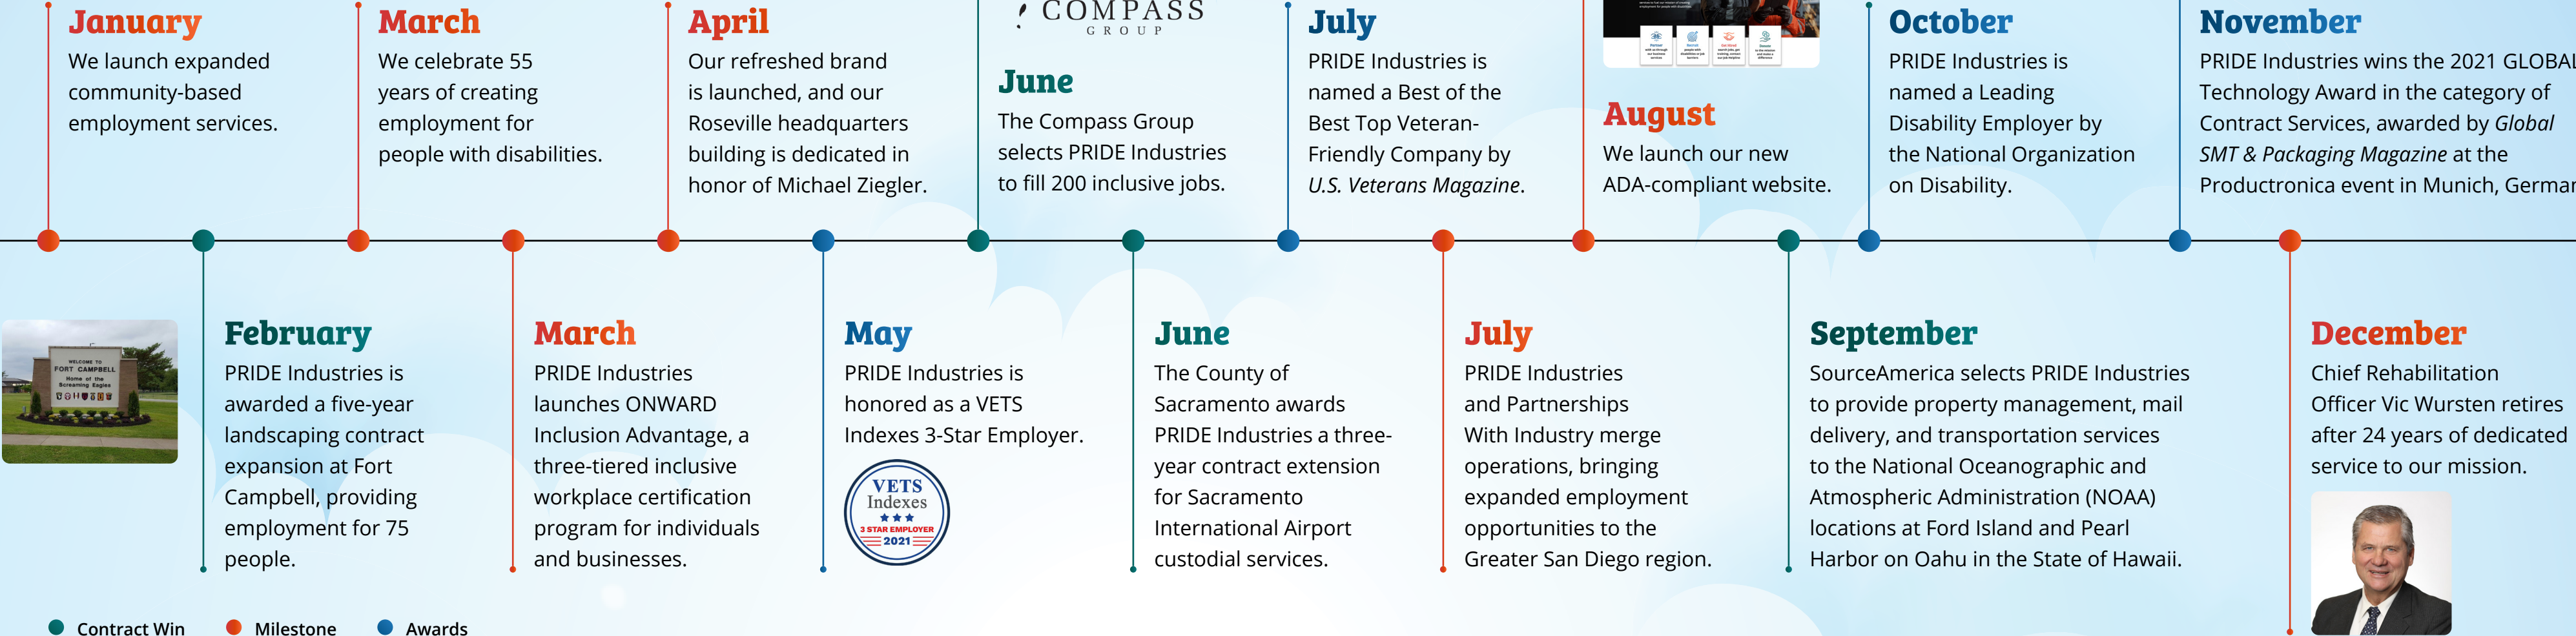 January
We launch expanded
community-based
employment services.
March
We celebrate 55
years of creating
employment for
people with disabilities.
April
Our refreshed brand
is launched, and our
Roseville headquarters
building is dedicated in
honor of Michael Ziegler.
COMPASS
GROUP
June
The Compass Group
selects PRIDE Industries
to fill 200 inclusive jobs.
July
PRIDE Industries is
named a Best of the
Best Top Veteran-
Friendly Company by
U.S. Veterans Magazine.
August
We launch our new
ADA-compliant website.
October
PRIDE Industries is
named a Leading
Disability Employer by
the National Organization
on Disability.
November
PRIDE Industries wins the 2021 GLOBAL
Technology Award in the category of
Contract Services, awarded by Global
SMT & Packaging Magazine at the
Productronica event in Munich, German
WELCOME TO
FORT CAMPBELL
Home of the
Screaming Eagles
February
PRIDE Industries is
awarded a five-year
landscaping contract
expansion at Fort
Campbell, providing
employment for 75
people.
March
PRIDE Industries
launches ONWARD
Inclusion Advantage, a
three-tiered inclusive
workplace certification
program for individuals
and businesses.
May
PRIDE Industries is
honored as a VETS
Indexes 3-Star Employer.
VETS
Indexes
3 STAR EMPLOYER
2021
June
The County of
Sacramento awards
PRIDE Industries a three-
year contract extension
for Sacramento
International Airport
custodial services.
July
PRIDE Industries
and Partnerships
With Industry merge
operations, bringing
expanded employment
opportunities to the
Greater San Diego region.
September
SourceAmerica selects PRIDE Industries
to provide property management, mail
delivery, and transportation services
to the National Oceanographic and
Atmospheric Administration (NOAA)
locations at Ford Island and Pearl
Harbor on Oahu in the State of Hawaii.
December
Chief Rehabilitation
Officer Vic Wursten retires
after 24 years of dedicated
service to our mission.
Contract Win
Milestone
Awards